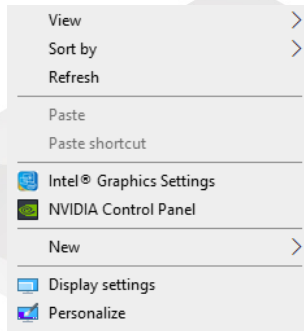 View
Sort by
Refresh
Paste
Paste shortcut
Intel® Graphics Settings
NVIDIA Control Panel
New
Display settings
Personalize